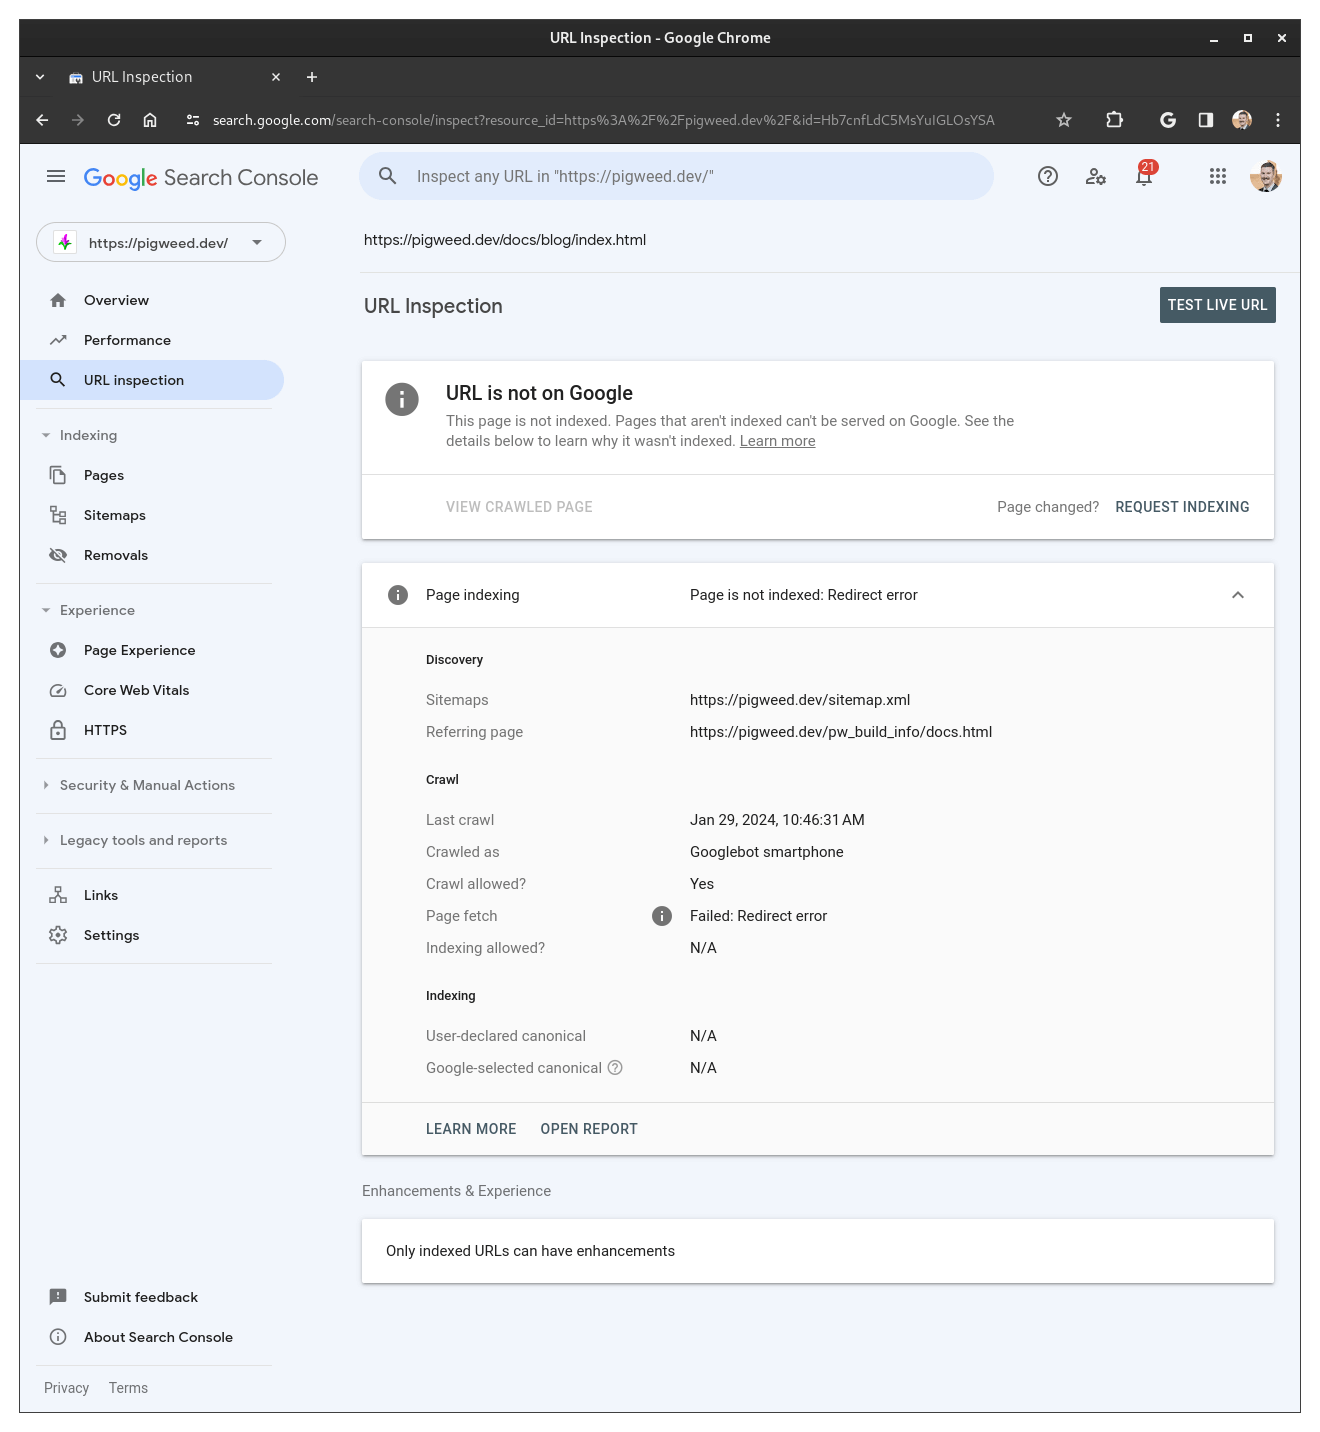 URL Inspection - Google Chrome
URL Inspection
search.google.com/search-console/inspect?resource_id=https%3A%2F%2Fpigweed.dev%2F&id=Hb7cnfLdC5MsYuIGLOsYSA
Google Search Console
Inspect any URL in "https://pigweed.dev/"
21
https://pigweed.dev/
https://pigweed.dev/docs/blog/index.html
Overview
Performance
URL inspection
Indexing
Pages
Sitemaps
Removals
Experience
Page Experience
Core Web Vitals
HTTPS
Security & Manual Actions
Legacy tools and reports
Links
Settings
Submit feedback
About Search Console
Privacy Terms
URL Inspection
TEST LIVE URL
URL is not on Google
This page is not indexed. Pages that aren't indexed can't be served on Google. See the
details below to learn why it wasn't indexed. Learn more
VIEW CRAWLED PAGE
Page changed? REQUEST INDEXING
Page indexing Page is not indexed: Redirect error
Discovery
Sitemaps https://pigweed.dev/sitemap.xml
Referring page https://pigweed.dev/pw_build_info/docs.html
Crawl
Last crawl Jan 29, 2024, 10:46:31 AM
Crawled as Googlebot smartphone
Crawl allowed? Yes
Page fetch Failed: Redirect error
Indexing allowed? N/A
Indexing
User-declared canonical N/A
Google-selected canonical N/A
LEARN MORE OPEN REPORT
Enhancements & Experience
Only indexed URLs can have enhancements